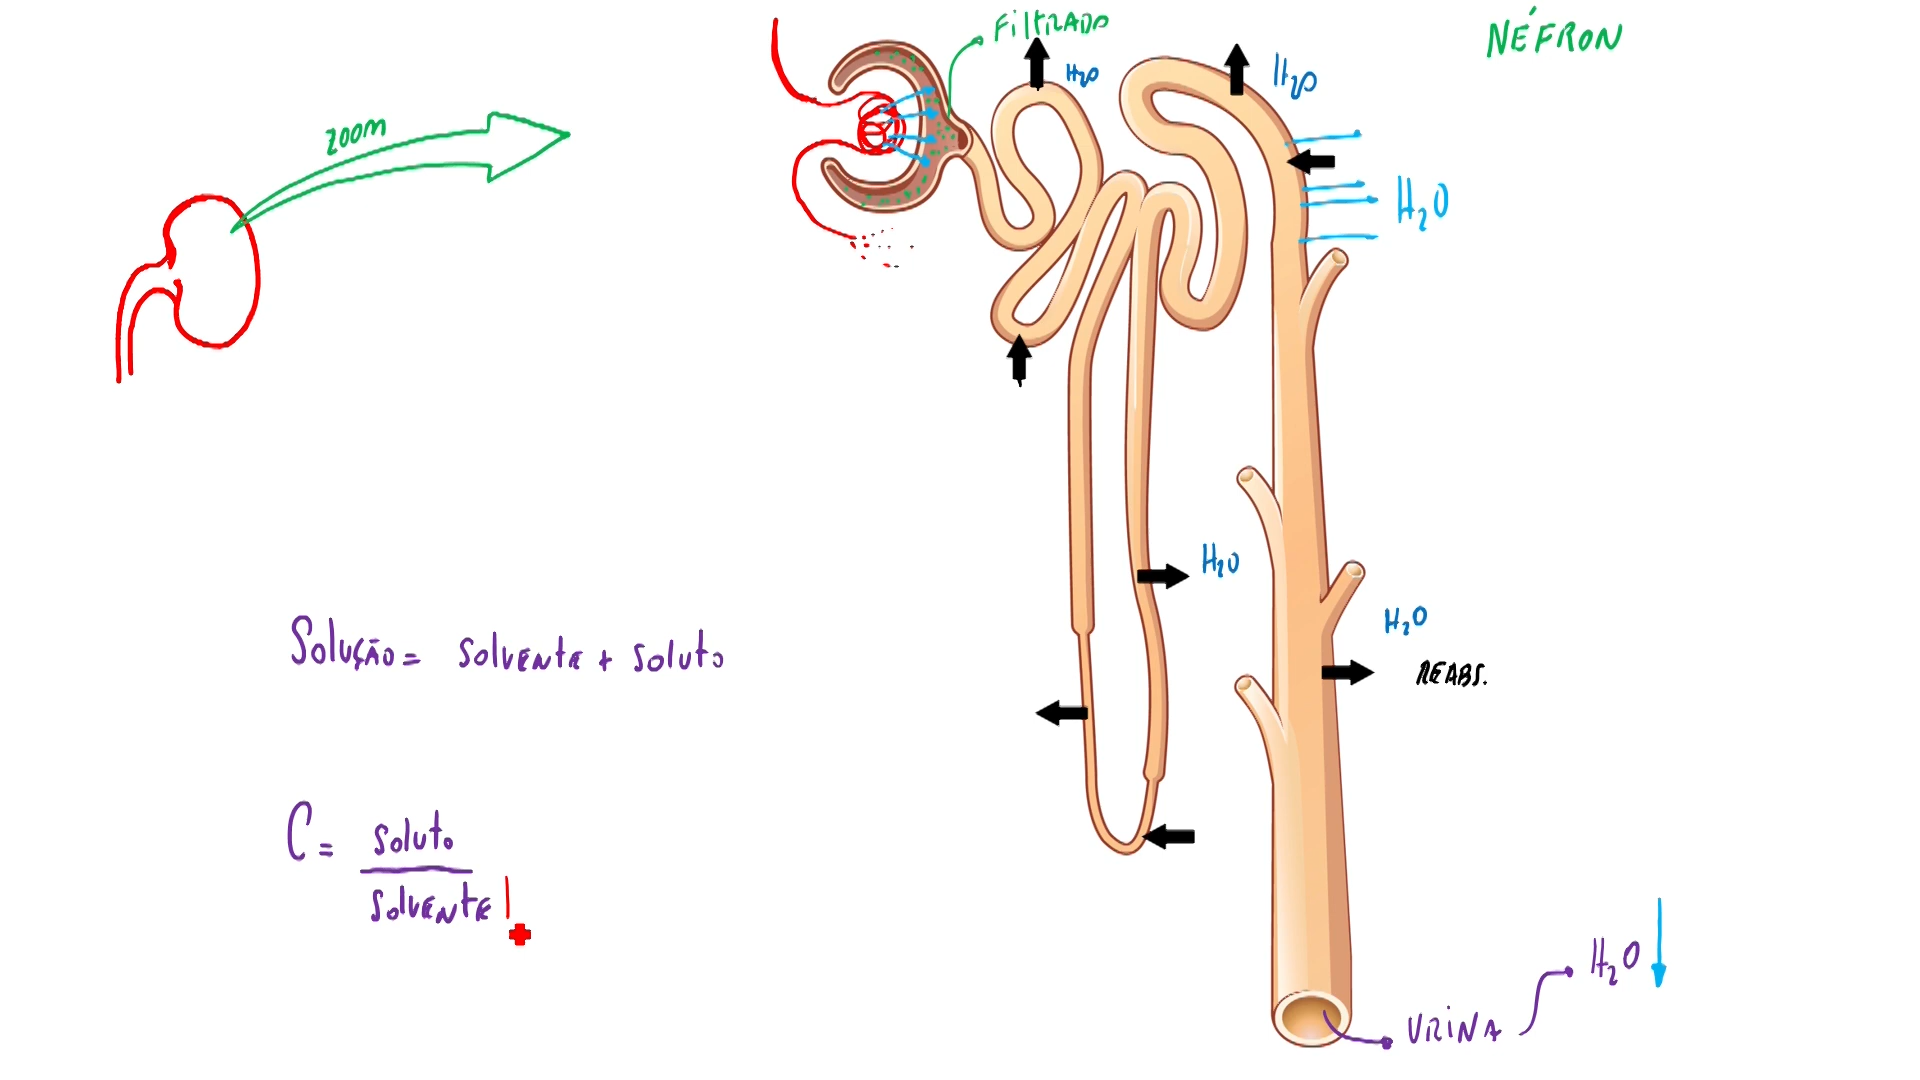 FiltRADO
NÉFRON
H₂O
H₂O
ZOOM
H₂O
H₂O
H₂O
Solução = solvente + soluto
REABS.
C = soluto
solvente
H₂O
URiNA